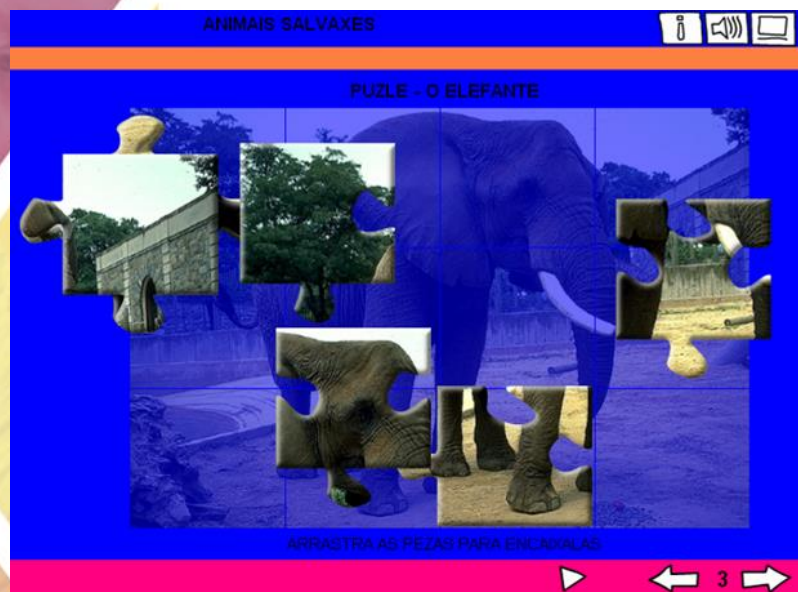 ANIMAIS SALVAXES
i
PUZLE - O ELEFANTE
ARRASTRA AS PEZAS PARA ENCAIXALAS
3